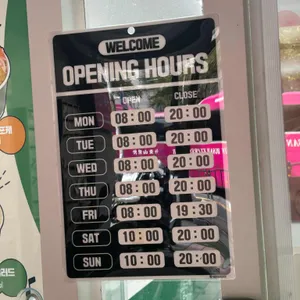 WELCOME
OPENING HOURS
OPEN CLOSE
MON 08:00 20:00
TUE 08:00 20:00
WED 08:00 20:00
THU 08:00 20:00
FRI 08:00 19:30
SAT 10:00 20:00
SUN 10:00 20:00